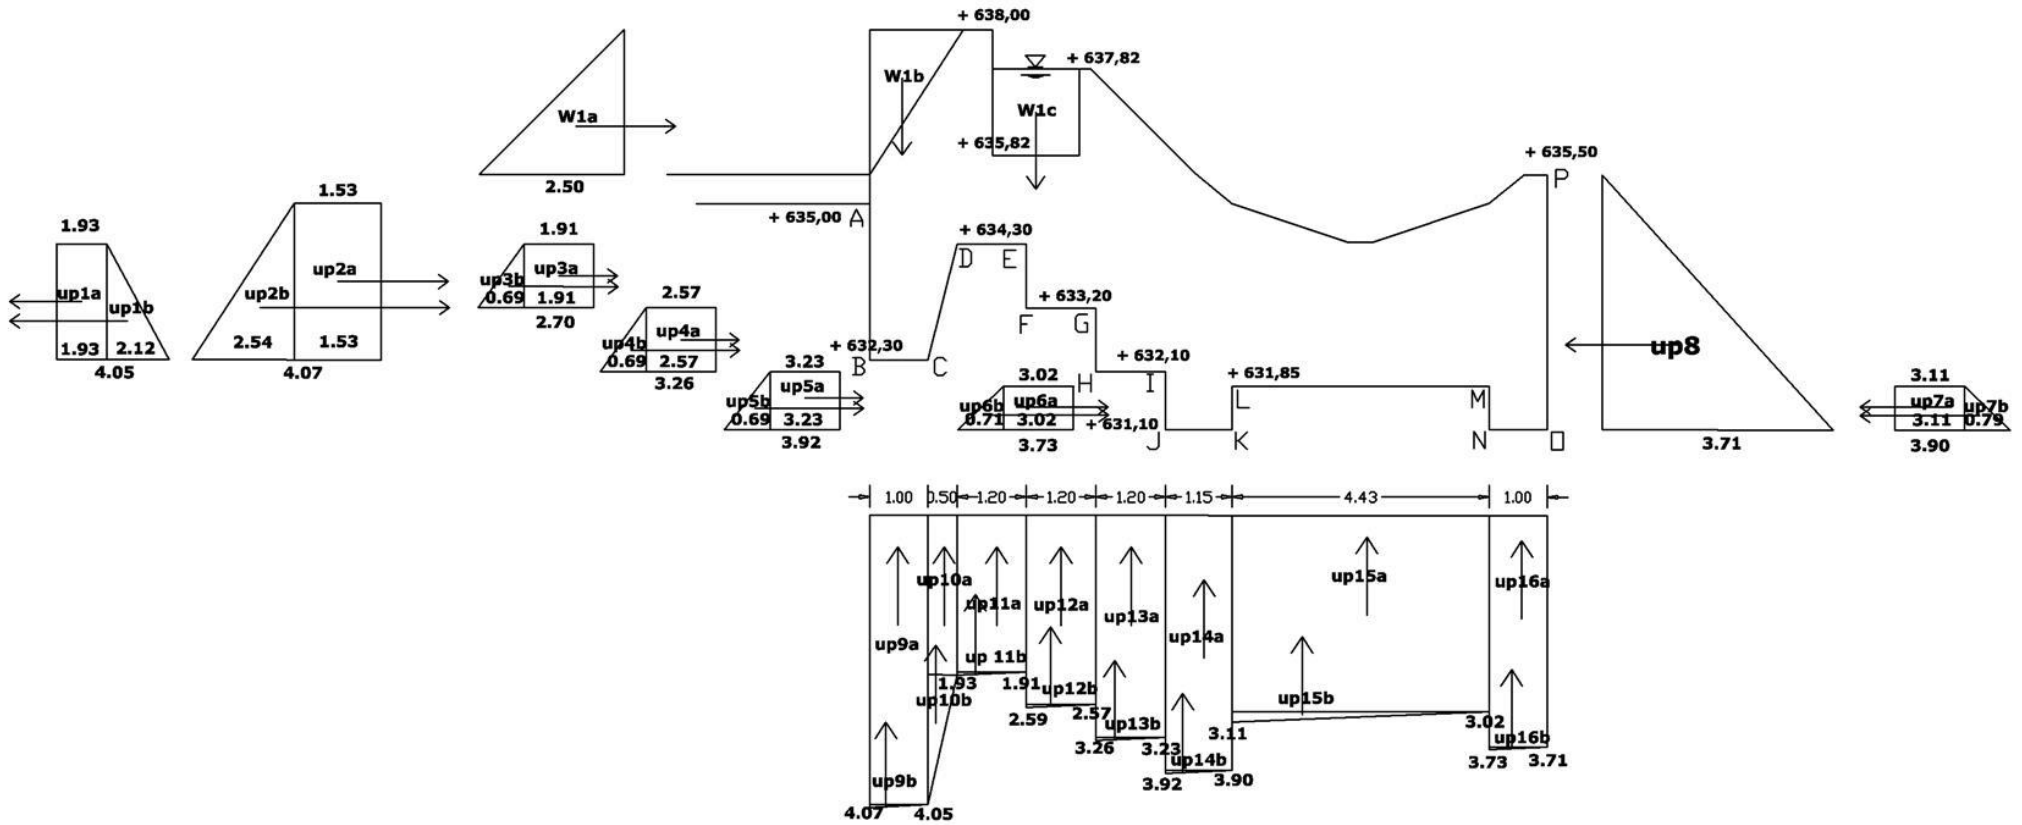 + 638,00
+ 637,82
W1b
W1a
W1c
+ 635,82
+ 635,50
P
2.50
1.53
+ 635,00 A
1.93
1.91
+ 634,30
D E
up2a
up3a
up3b
up1a
up2b
up1b
0.69 1.91
2.57
+ 633,20
2.70
F G
up4a
up4b
1.93 2.12
2.54 1.53
+ 632,30
B C
0.69 2.57
+ 632,10
up8
4.05
4.07
3.26
3.23
3.02
H I
+ 631,85
3.11
up5a
up5b
up6a
up6b
L M
up7a
up7b
0.69 3.23
0.71 3.02
+ 631,10
3.11 0.79
3.92
3.73
J K
N O
3.71
3.90
1.00 0.50 1.20 1.20 1.20 1.15 4.43 1.00
up10a
up15a
up16a
up11a
up12a
up13a
up14a
up9a
up 11b
1.93 1.91
up12b
up10b
up15b
2.59 2.57
up13b
3.11
3.02
up16b
3.26 3.23
up14b
3.73 3.71
up9b
3.92 3.90
4.07 4.05